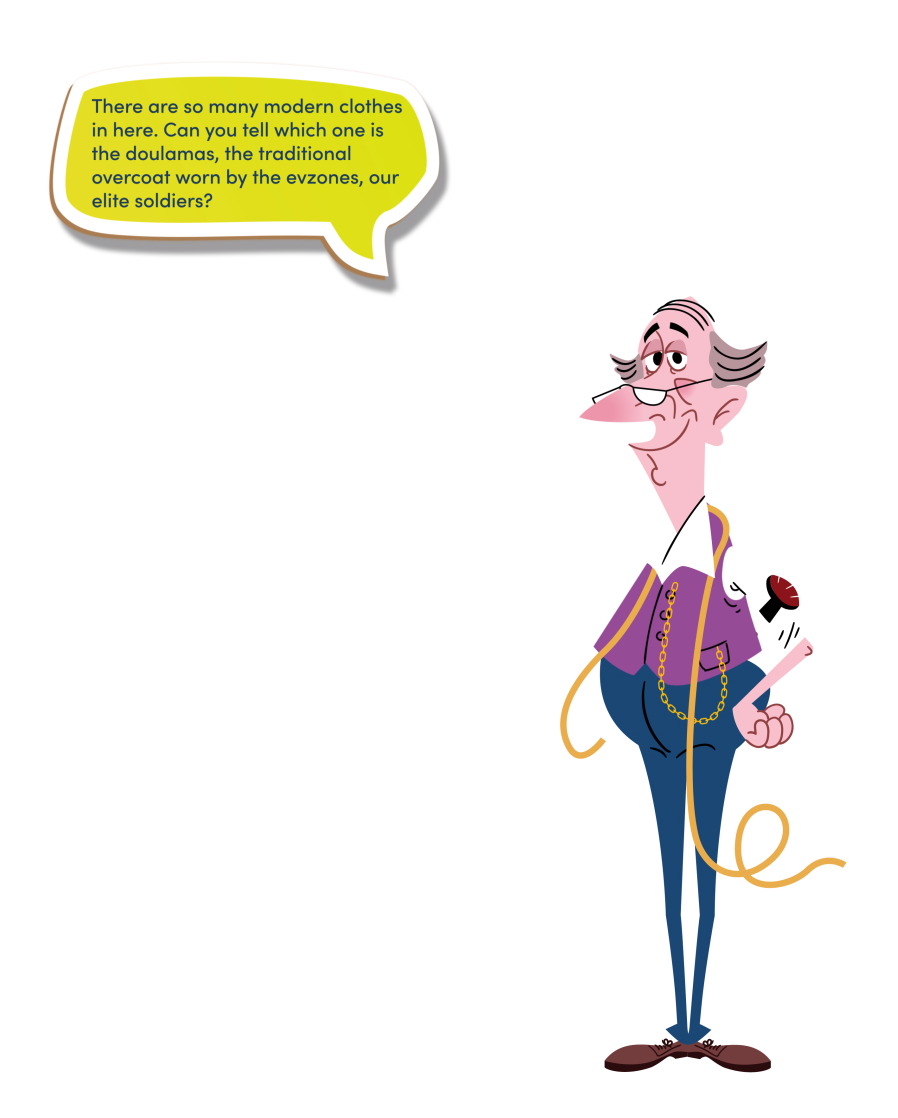 There are so many modern clothes
in here. Can you tell which one is
the doulamas, the traditional
overcoat worn by the evzones, our
elite soldiers?